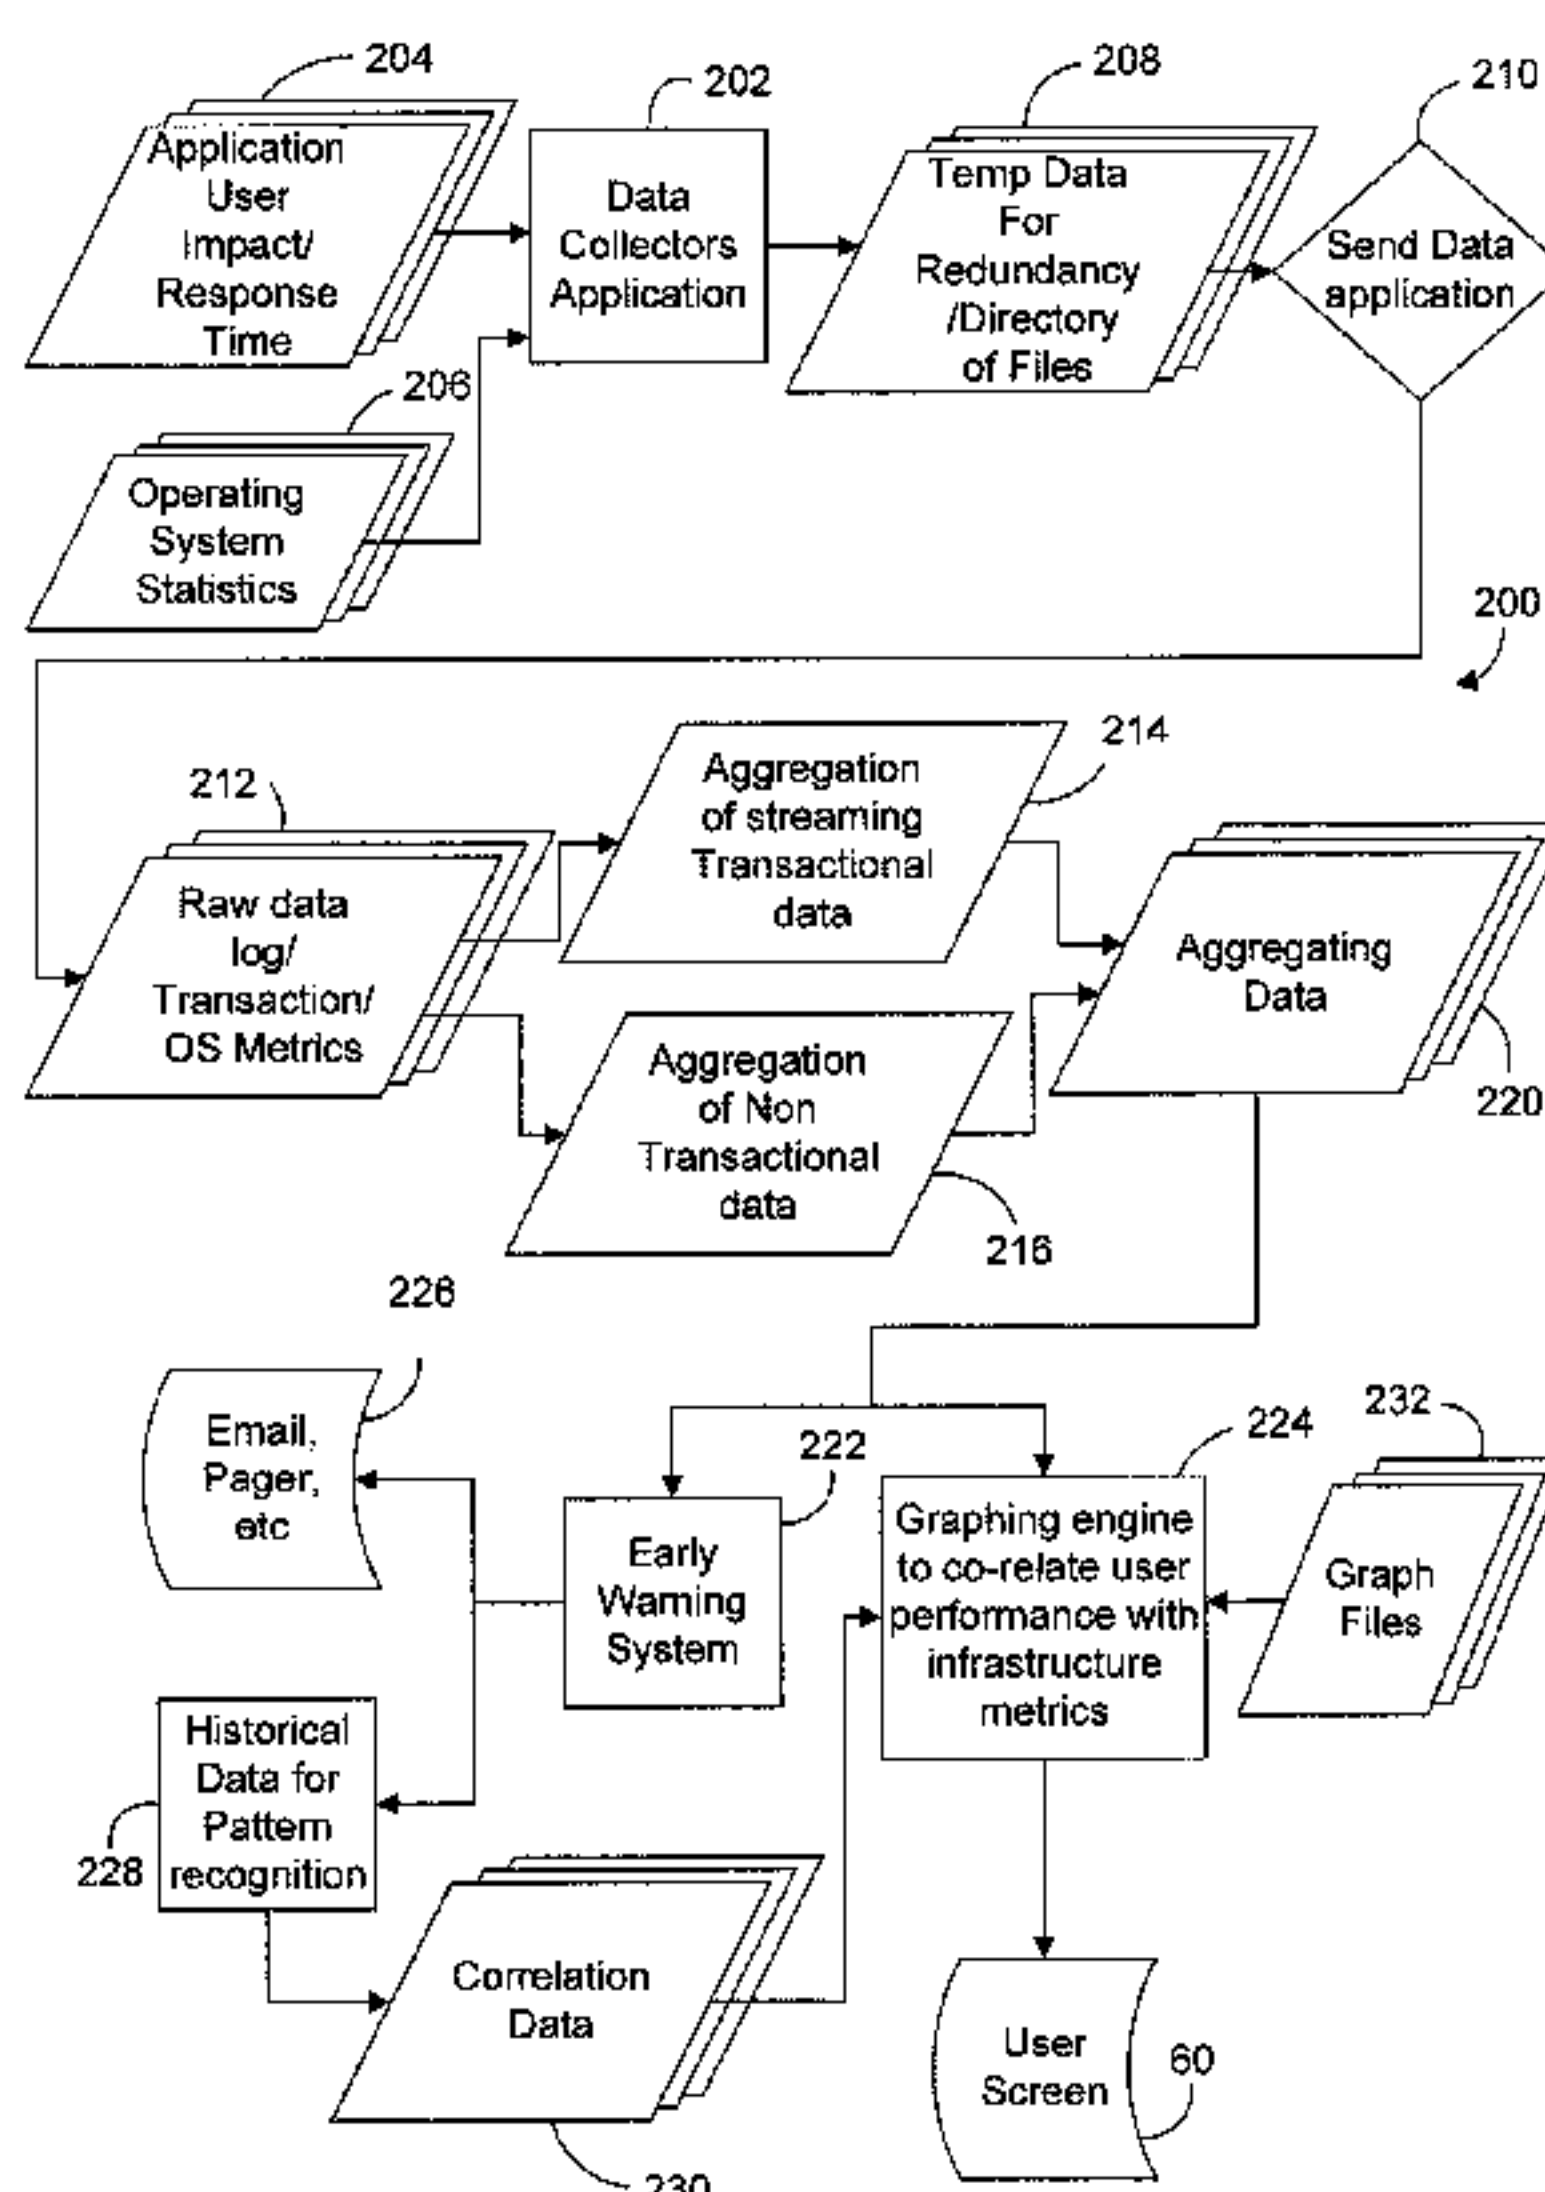 204
202
208
210
Application
User
Impact/
Response
Time
Data
Collectors
Application
Temp Data
For
Redundancy
/Directory
of Files
Send Data
application
206
Operating
System
Statistics
200
214
212
Aggregation
of streaming
Transactional
data
Raw data
log/
Transaction/
OS Metrics
Aggregating
Data
220
Aggregation
of Non
Transactional
data
216
226
Email,
Pager,
etc
222
224
232
Early
Warning
System
Graphing engine
to co-relate user
performance with
infrastructure
metrics
Graph
Files
Historical
Data for
Pattern
recognition
228
Correlation
Data
230
User
Screen
60